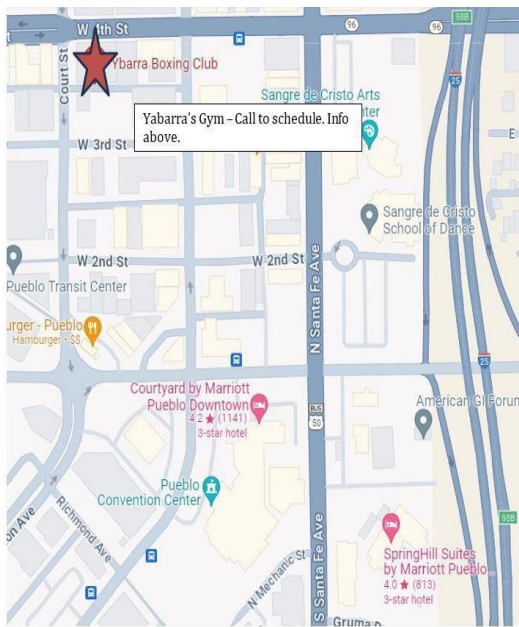 W 4th St
96
96
98B
Ybarra Boxing Club
Court St
25
Sangre de Cristo Arts
nter
Yabarra's Gym – Call to schedule. Info
above.
W 3rd St
E
Sangre de Cristo
School of Dance
W 2nd St
W 2nd St
Pueblo Transit Center
N Santa Fe Ave
urger - Pueblo
Hamburger • $$
25
Courtyard by Marriott
Pueblo Downtown
4.2 ★ (1141)
3-star hotel
American GI Forum
BUS
50
Pueblo
Convention Center
on Ave
Richmond Ave
98B
SpringHill Suites
by Marriott Pueblo...
4.0 ★ (813)
3-star hotel
N Mechanic St
S Santa Fe Ave
Gruma D